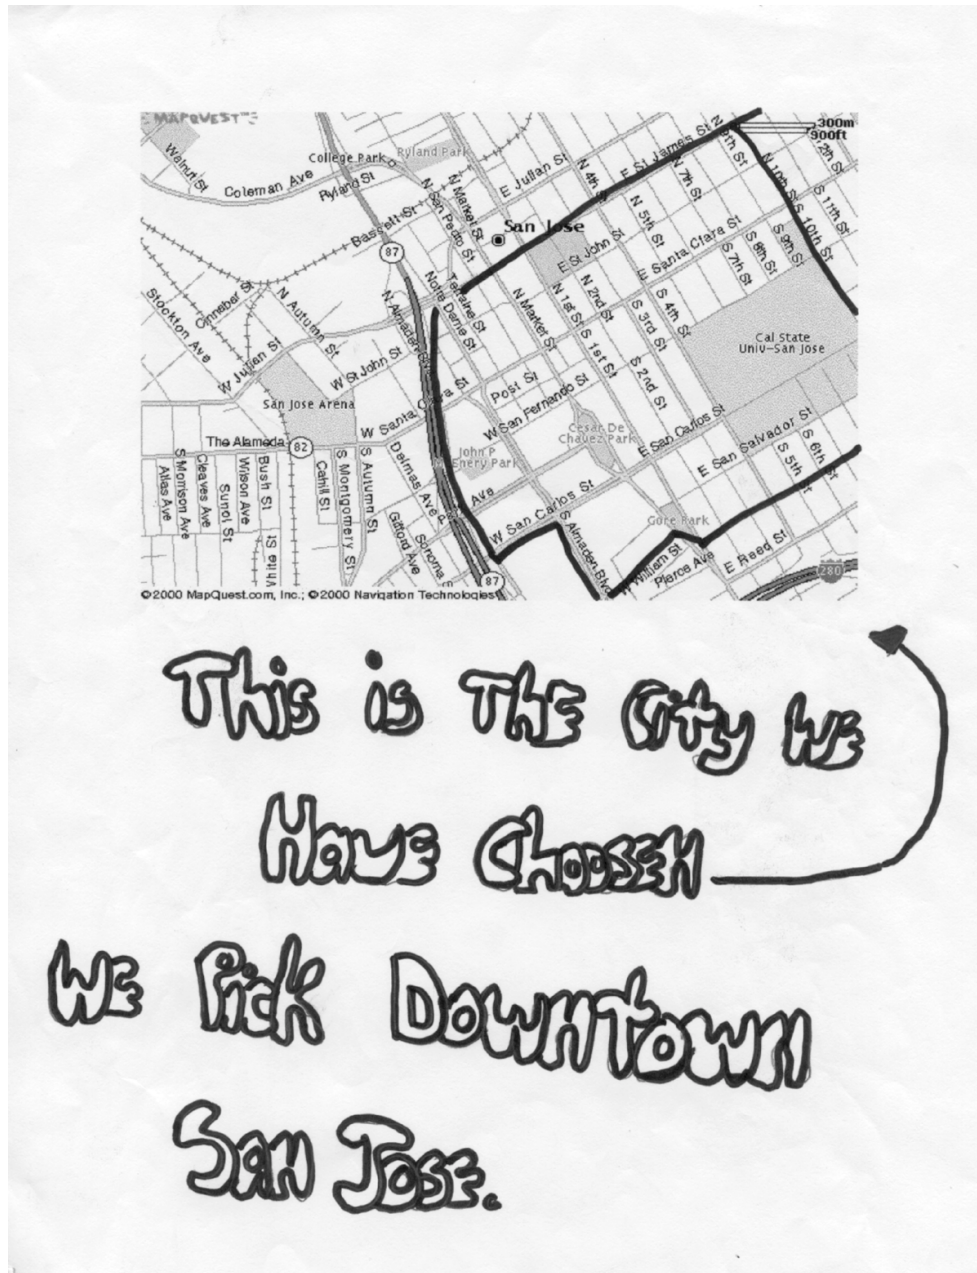 MAPQUEST
300m
900ft
N 12th St
Walnut St
College Park
Ryland Park
Coleman Ave
Ryland St
E Julian St
N 4th St
E St James St
N 7th St
9th St
N 10th St
S 11th St
Bassett St
N San Pedro St
N Market St
San Jose
N 5th St
E St John St
E Santa Clara St
S 7th St
S 8th St
S 9th St
S 10th St
87
Stockton Ave
Cinnabar St
N Autumn St
N Almaden Blvd
Notre Dame St
Terraine St
N Market St
N 1st St
N 2nd St
S 3rd St
S 4th St
Cal State
Univ-San Jose
W Julian St
W St John St
S 1st St
S 2nd St
San Jose Arena
Post St
W San Fernando St
W Santa Clara St
Cesar De
Chavez Park
E San Carlos St
E San Salvador St
The Alameda
82
Delmas Ave
John P
McEnery Park
S 5th St
S 6th St
Atlas Ave
S Morrison Ave
Cleaves Ave
Sunol St
Wilson Ave
Bush St
Cahill St
S Montgomery St
S Autumn St
Gifford Ave
Sonoma
Ave
W San Carlos St
S Almaden Blvd
Gore Park
William St
Pierce Ave
E Reed St
280
87
©2000 MapQuest.com, Inc.; ©2000 Navigation Technologies
This is The City We
Have Choosen
We Pick Downtown
San Jose.